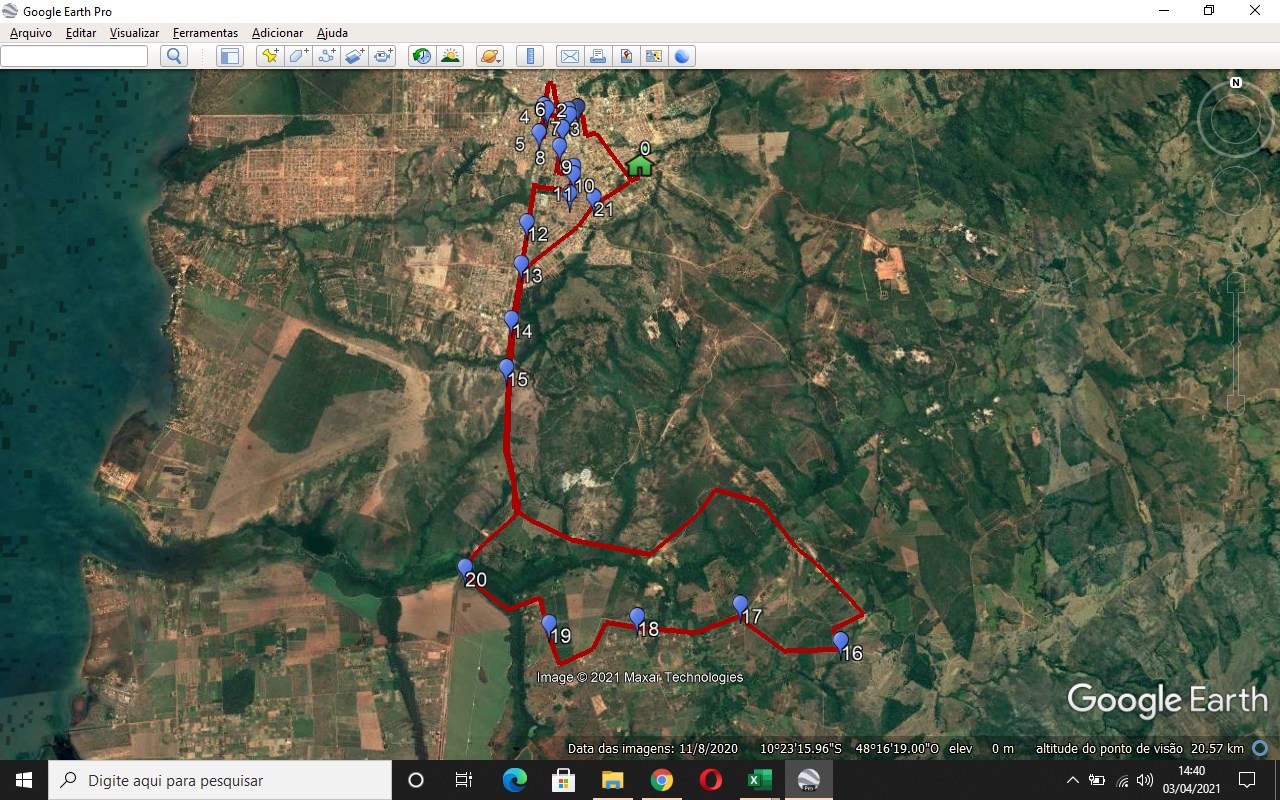 Google Earth Pro
Arquivo Editar Visualizar Ferramentas Adicionar Ajuda
N
6 2
4
7 3
5
8
0
9
10
11
21
12
13
14
15
20
17
18
19
16
Image © 2021 Maxar Technologies
Google Earth
Data das imagens: 11/8/2020 10°23'15.96"S 48°16'19.00"O elev 0 m altitude do ponto de visão 20.57 km
Digite aqui para pesquisar
Pro
14:40
03/04/2021